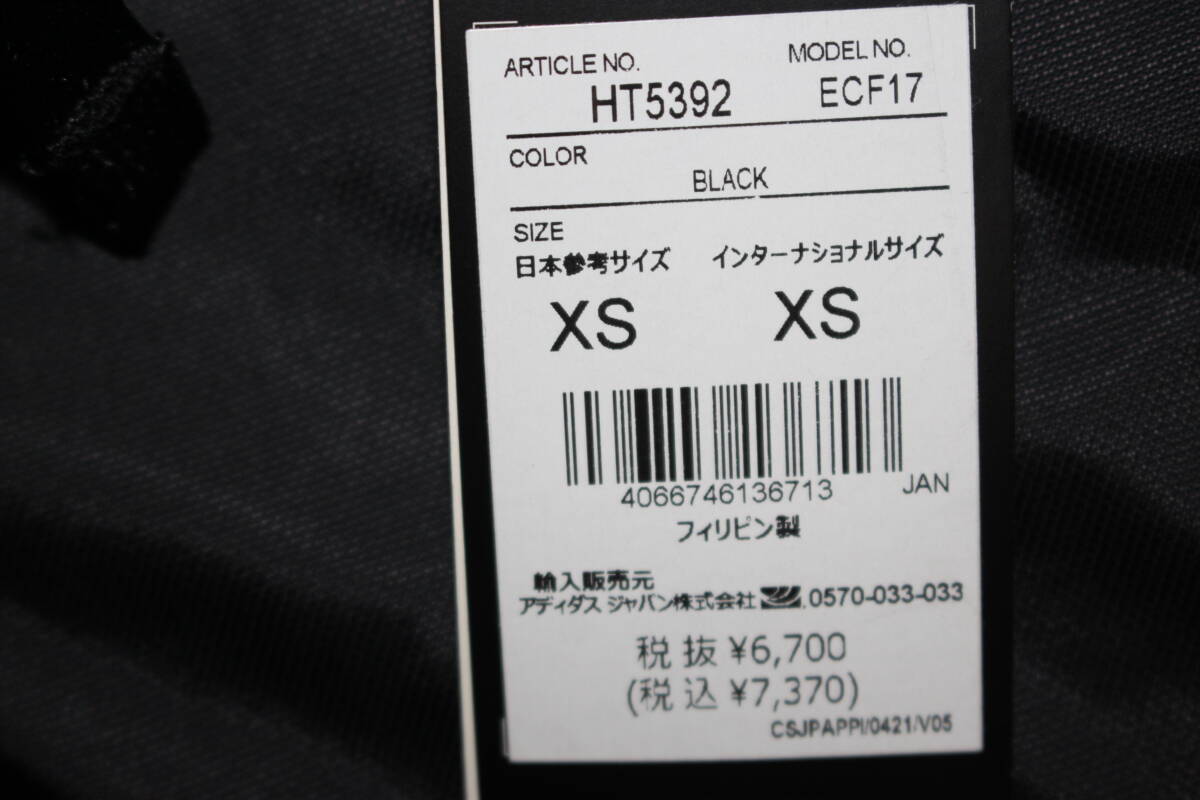 ARTICLE NO. MODEL NO.
HT5392 ECF17
COLOR
BLACK
SIZE
日本参考サイズ インターナショナルサイズ
XS XS
4066746136713 JAN
フィリピン製
輸入販売元
アディダス ジャパン株式会社 0570-033-033
税抜 ¥6,700
(税込 ¥7,370)
CSJPAPPI/0421/V05